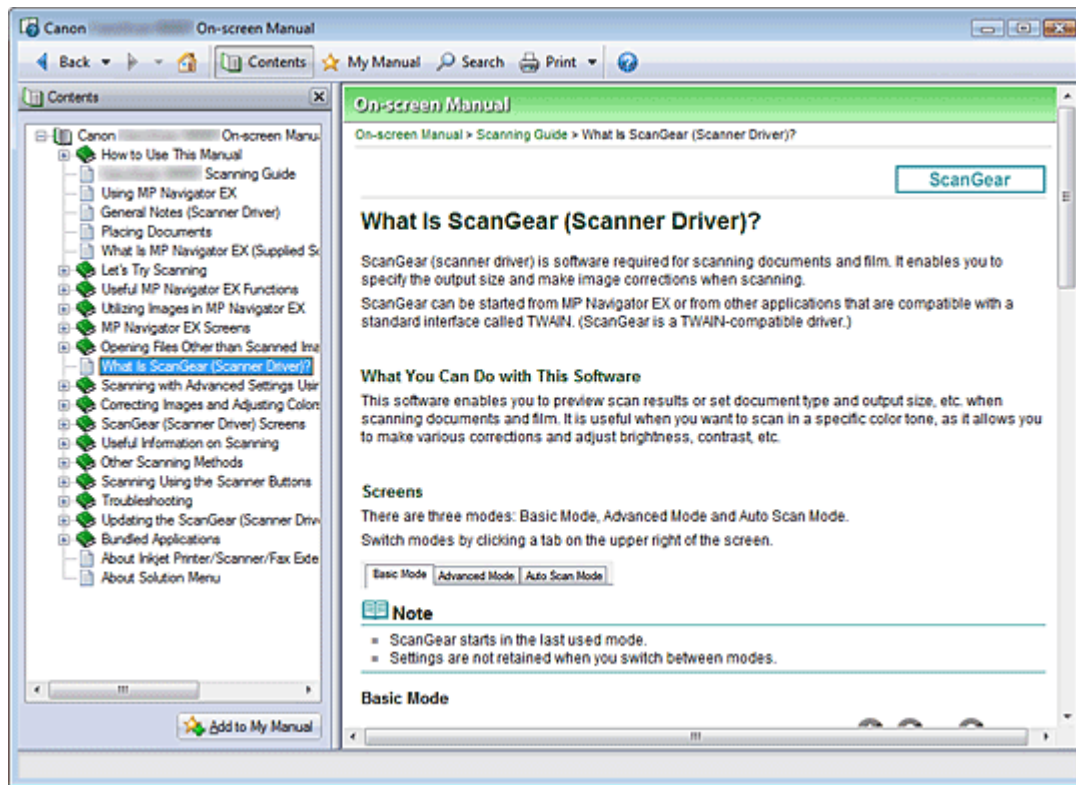 Canon On-screen Manual
Back Contents My Manual Search Print
Contents
Canon On-screen Manu
How to Use This Manual
Scanning Guide
Using MP Navigator EX
General Notes (Scanner Driver)
Placing Documents
What Is MP Navigator EX (Supplied Sc
Let's Try Scanning
Useful MP Navigator EX Functions
Utilizing Images in MP Navigator EX
MP Navigator EX Screens
Opening Files Other than Scanned Ima
What Is ScanGear (Scanner Driver)?
Scanning with Advanced Settings Usin
Correcting Images and Adjusting Colors
ScanGear (Scanner Driver) Screens
Useful Information on Scanning
Other Scanning Methods
Scanning Using the Scanner Buttons
Troubleshooting
Updating the ScanGear (Scanner Drive
Bundled Applications
About Inkjet Printer/Scanner/Fax Exte
About Solution Menu
Add to My Manual
On-screen Manual
On-screen Manual > Scanning Guide > What Is ScanGear (Scanner Driver)?
ScanGear
What Is ScanGear (Scanner Driver)?
ScanGear (scanner driver) is software required for scanning documents and film. It enables you to
specify the output size and make image corrections when scanning.
ScanGear can be started from MP Navigator EX or from other applications that are compatible with a
standard interface called TWAIN. (ScanGear is a TWAIN-compatible driver.)
What You Can Do with This Software
This software enables you to preview scan results or set document type and output size, etc. when
scanning documents and film. It is useful when you want to scan in a specific color tone, as it allows you
to make various corrections and adjust brightness, contrast, etc.
Screens
There are three modes: Basic Mode, Advanced Mode and Auto Scan Mode.
Switch modes by clicking a tab on the upper right of the screen.
Basic Mode Advanced Mode Auto Scan Mode
Note
ScanGear starts in the last used mode.
Settings are not retained when you switch between modes.
Basic Mode